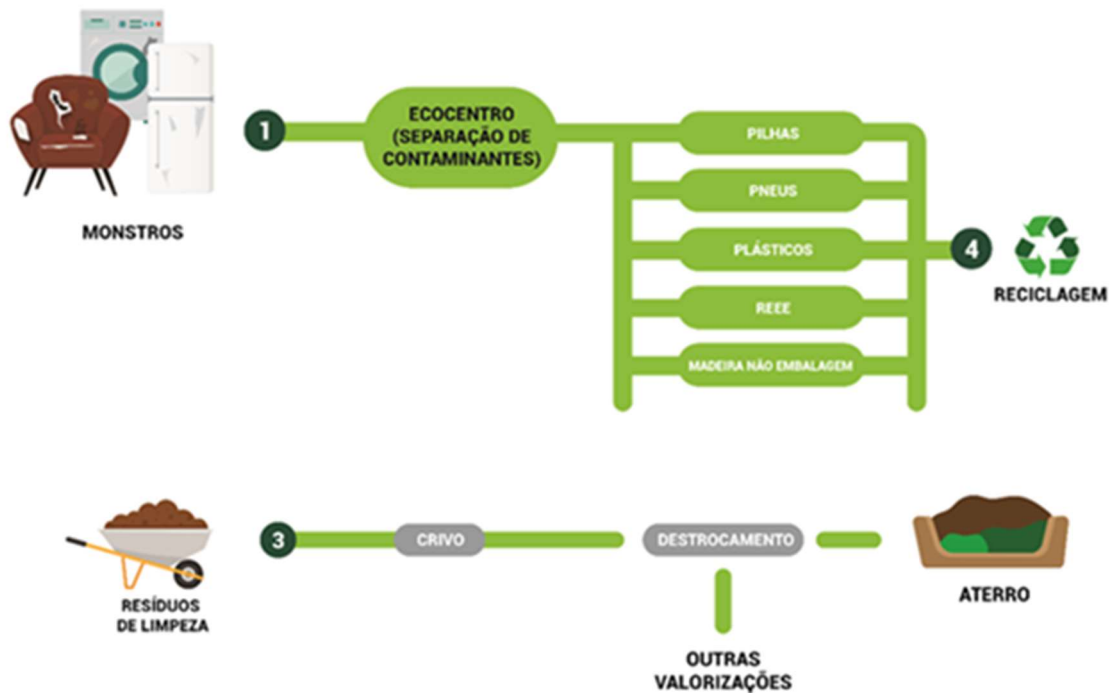 MONSTROS
1
ECOCENTRO
(SEPARAÇÃO DE
CONTAMINANTES)
PILHAS
PNEUS
PLÁSTICOS
REEE
MADEIRA NÃO EMBALAGEM
4
RECICLAGEM
RESÍDUOS
DE LIMPEZA
3
CRIVO
DESTROCAMENTO
OUTRAS
VALORIZAÇÕES
ATERRO